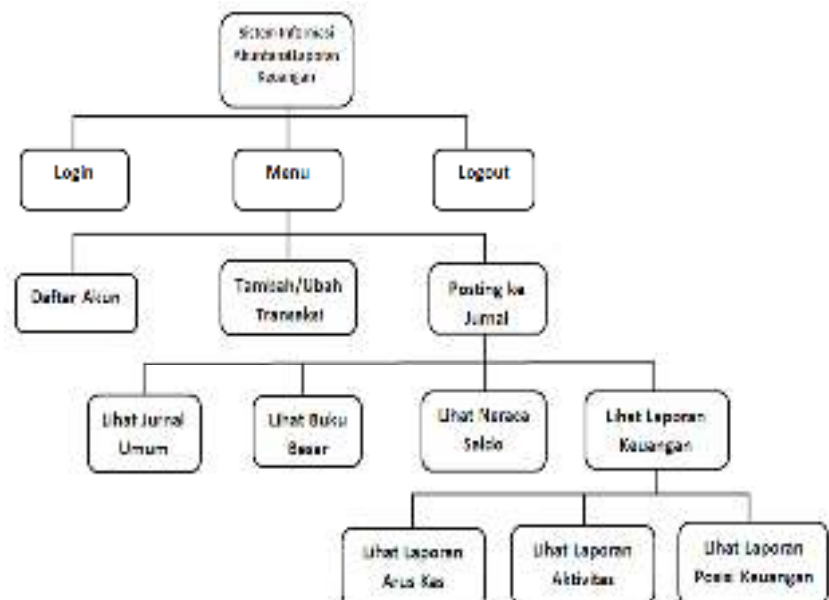 Sistem Informasi
Akuntansi Laporan
Keuangan
Login
Menu
Logout
Daftar Akun
Tambah/Ubah
Transaksi
Posting ke
Jurnal
Lihat Jurnal
Umum
Lihat Buku
Besar
Lihat Neraca
Saldo
Lihat Laporan
Keuangan
Lihat Laporan
Arus Kas
Lihat Laporan
Aktivitas
Lihat Laporan
Posisi Keuangan